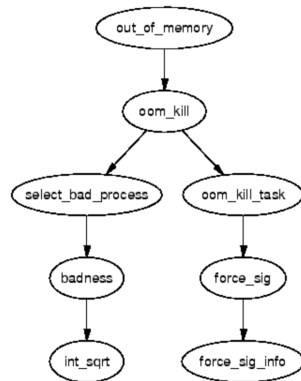 out_of_memory
oom_kill
select_bad_process
oom_kill_task
badness
force_sig
int_sqrt
force_sig_info